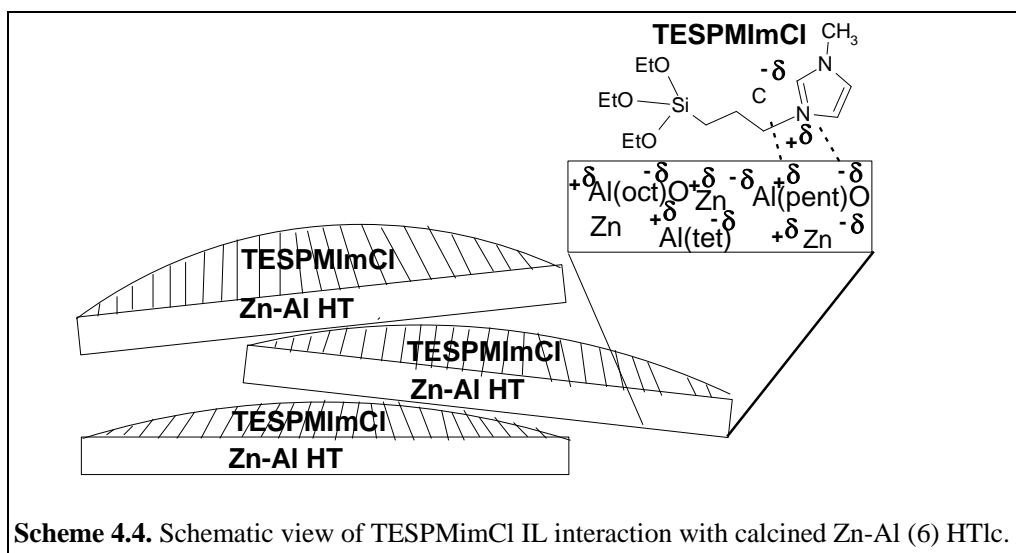 TESPMImCl
CH3
N
-δ
C
EtO
EtO Si
N
EtO
+δ
+δ -δ +δ -δ +δ -δ
Al(oct)O Zn Al(pent)O
Zn +δ Al(tet) -δ +δ Zn -δ
TESPMImCl
Zn-Al HT
TESPMImCl
Zn-Al HT
TESPMImCl
Zn-Al HT
Scheme 4.4. Schematic view of TESPMimCl IL interaction with calcined Zn-Al (6) HTlc.